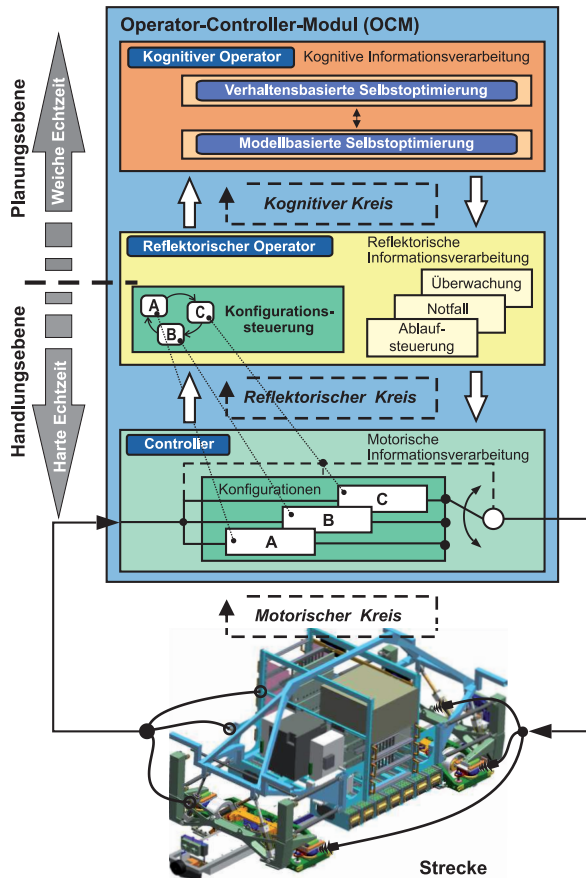 Operator-Controller-Modul (OCM)
Kognitiver Operator
Kognitive Informationsverarbeitung
Verhaltensbasierte Selbstoptimierung
Modellbasierte Selbstoptimierung
Planungsebene
Weiche Echtzeit
Kognitiver Kreis
Reflektorischer Operator
Reflektorische
Informationsverarbeitung
A
C
B
Konfigurations-
steuerung
Überwachung
Notfall
Ablauf-
steuerung
Handlungsebene
Harte Echtzeit
Reflektorischer Kreis
Controller
Motorische
Informationsverarbeitung
Konfigurationen
C
B
A
Motorischer Kreis
Strecke